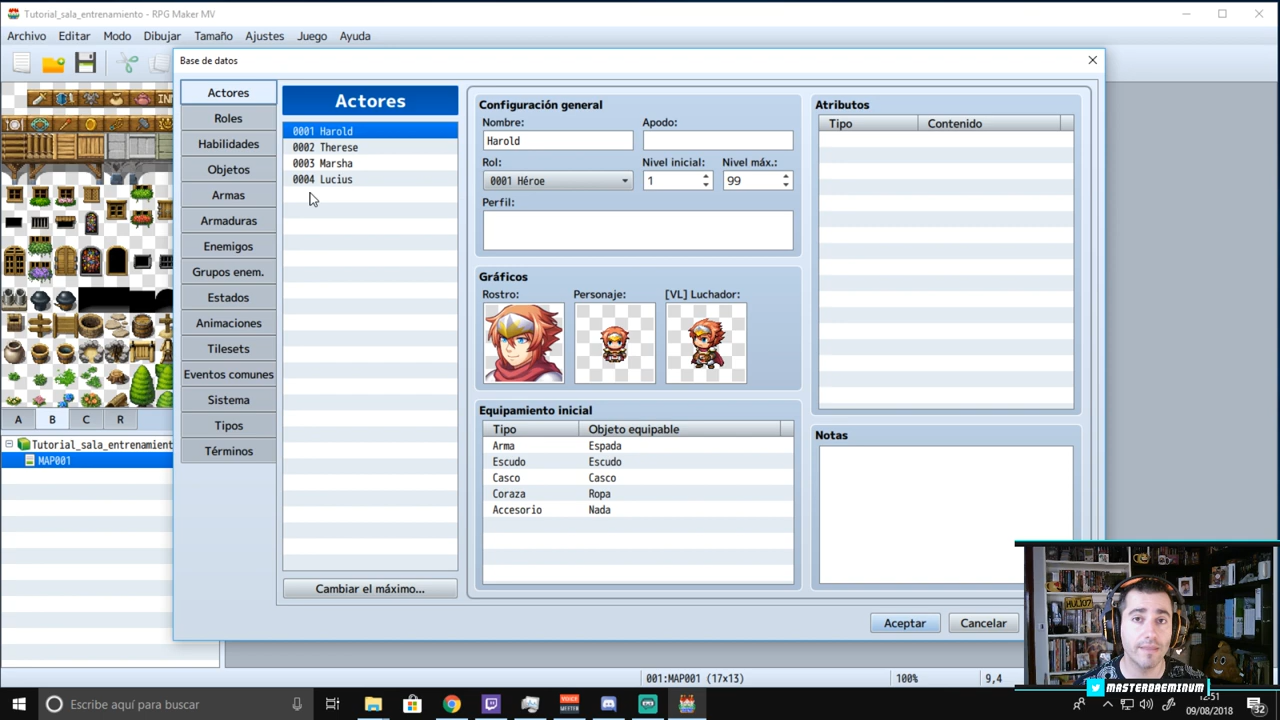 Tutorial_sala_entrenamiento - RPG Maker MV
Archivo Editar Modo Dibujar Tamaño Ajustes Juego Ayuda
Base de datos
Actores
Roles
Habilidades
Objetos
Armas
Armaduras
Enemigos
Grupos enem.
Estados
Animaciones
Tilesets
Eventos comunes
Sistema
Tipos
Términos
Actores
0001 Harold
0002 Therese
0003 Marsha
0004 Lucius
Cambiar el máximo...
Configuración general
Nombre: Apodo:
Harold
Rol: Nivel inicial: Nivel máx.:
0001 Héroe 1 99
Perfil:
Gráficos
Rostro: Personaje: [VL] Luchador:
Equipamiento inicial
Tipo Objeto equipable
Arma Espada
Escudo Escudo
Casco Casco
Coraza Ropa
Accesorio Nada
Atributos
Tipo Contenido
Notas
Aceptar Cancelar
A B C R
Tutorial_sala_entrenamient
MAP001
001:MAP001 (17x13) 100% 9,4
MASTERDAEMINUM
Escribe aquí para buscar
12:51
09/08/2018
32